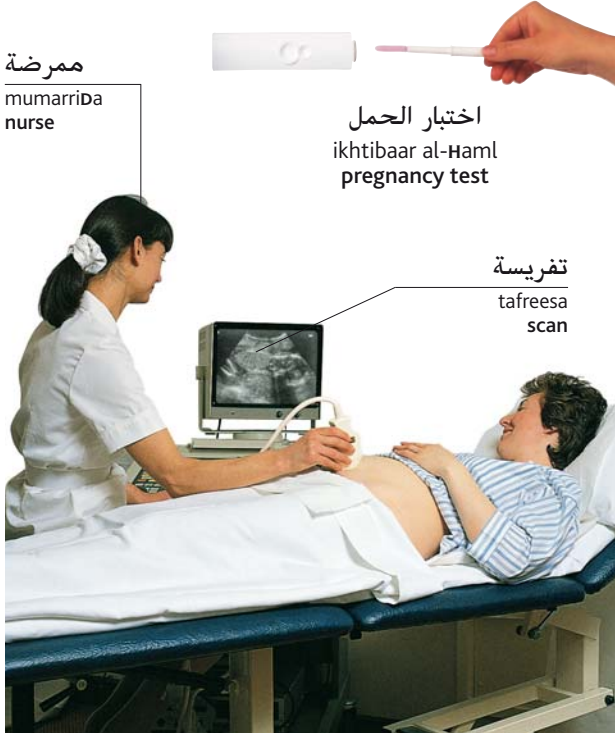 ممرضة
mumarriDa
nurse
اختبار الحمل
ikhtibaar al-Haml
pregnancy test
تفريسة
tafreesa
scan